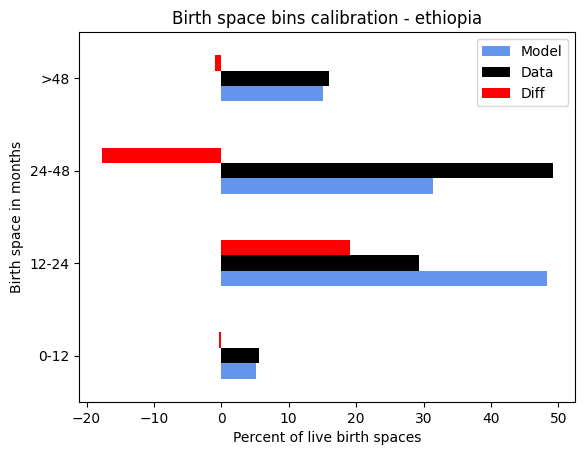 Birth space bins calibration - ethiopia
Model
Data
Diff
Birth space in months
>48
24-48
12-24
0-12
−20
−10
0
10
20
30
40
50
Percent of live birth spaces